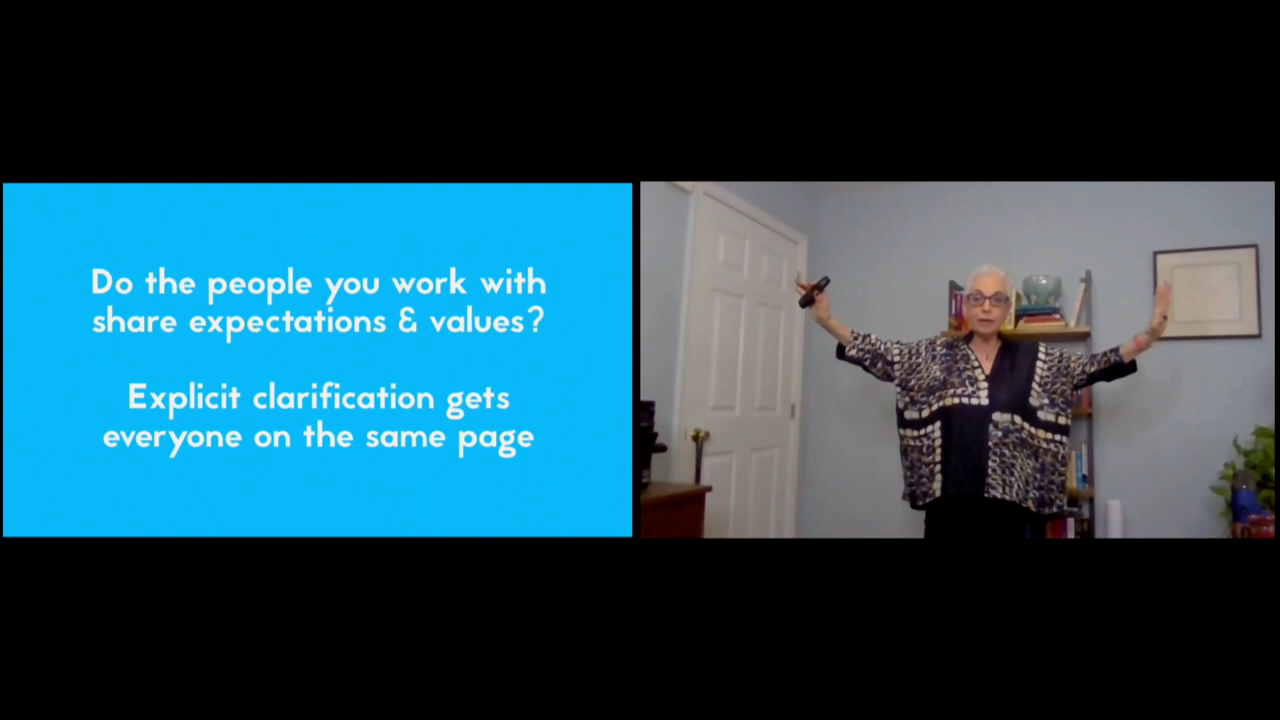 Do the people you work with
share expectations & values?
Explicit clarification gets
everyone on the same page